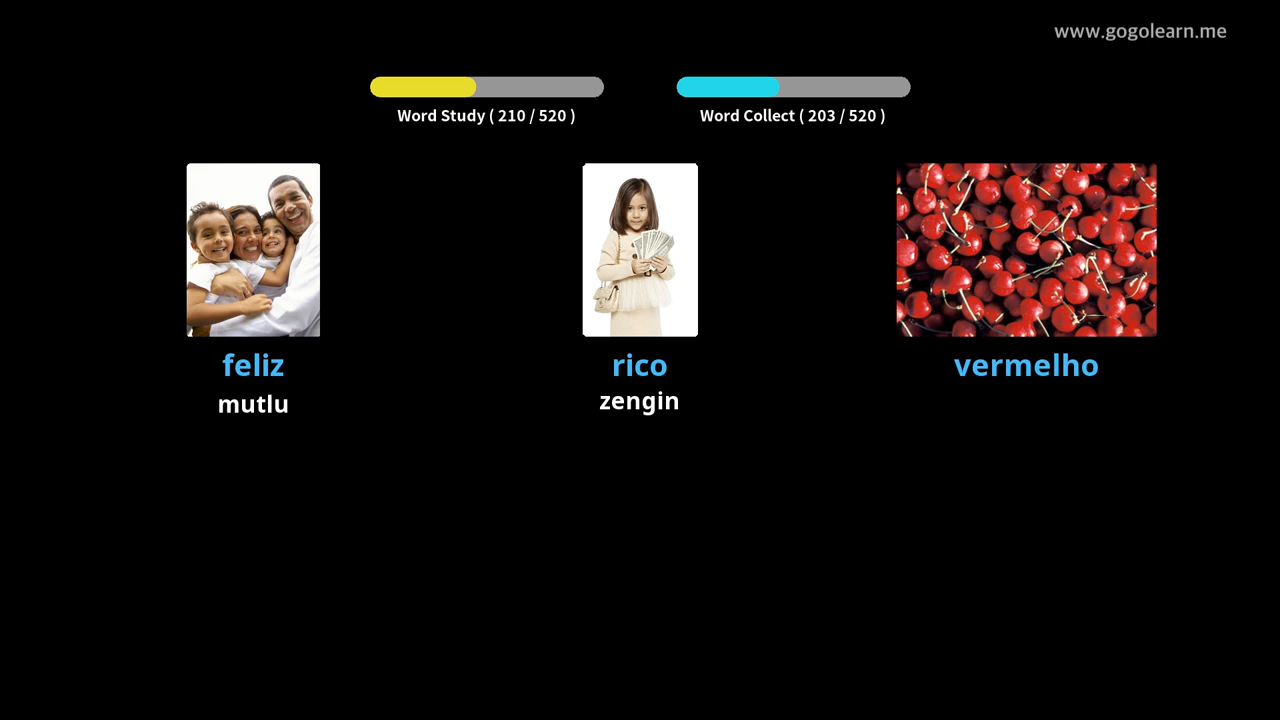 www.gogolearn.me
Word Study ( 210 / 520 )
Word Collect ( 203 / 520 )
feliz
mutlu
rico
zengin
vermelho